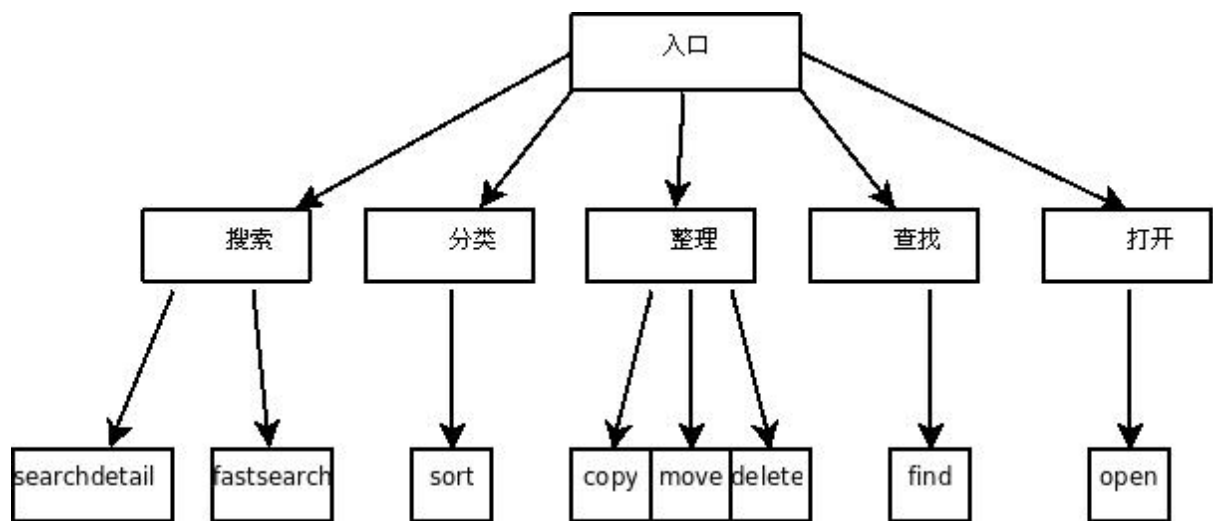 入口
搜索
分类
整理
查找
打开
searchdetail
fastsearch
sort
copy
move
delete
find
open